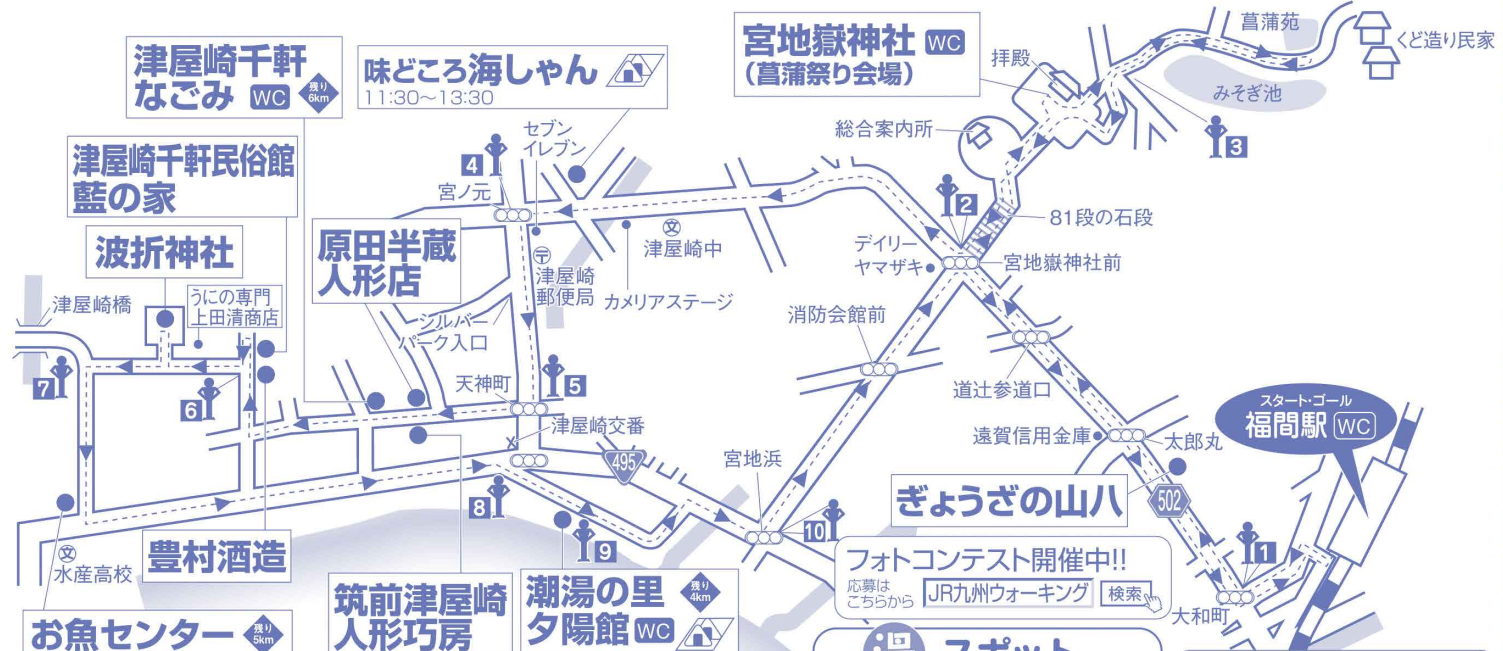 津屋崎千軒
なごみ WC 残り
6km
味どころ海しゃん
11:30～13:30
宮地嶽神社 WC
（菖蒲祭り会場）
菖蒲苑
くど造り民家
拝殿
みそぎ池
総合案内所
3
セブン
イレブン
4
宮ノ元
津屋崎千軒民俗館
藍の家
2
81段の石段
文
津屋崎中
デイリー
ヤマザキ
宮地嶽神社前
波折神社
原田半蔵
人形店
〒
津屋崎
郵便局
カメリアステージ
うにの専門
上田清商店
津屋崎橋
シルバー
パーク入口
消防会館前
7
6
天神町
5
道辻参道口
スタート・ゴール
福間駅 WC
津屋崎交番
X
495
宮地浜
遠賀信用金庫
太郎丸
ぎょうざの山八
502
8
9
10
1
文
水産高校
豊村酒造
フォトコンテスト開催中!!
応募は
こちらから
JR九州ウォーキング 検索
大和町
お魚センター 残り
5km
筑前津屋崎
人形巧房
潮湯の里 残り
4km
夕陽館 WC
スポット